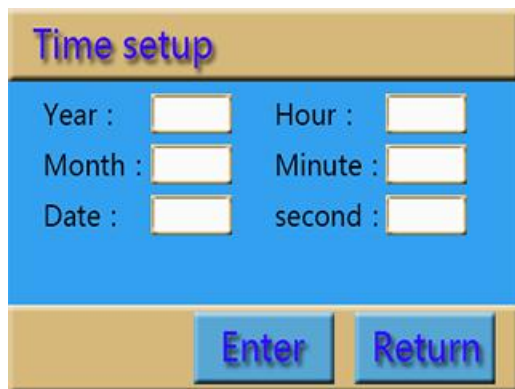 Time setup
Year : Hour :
Month : Minute :
Date : second :
Enter Return